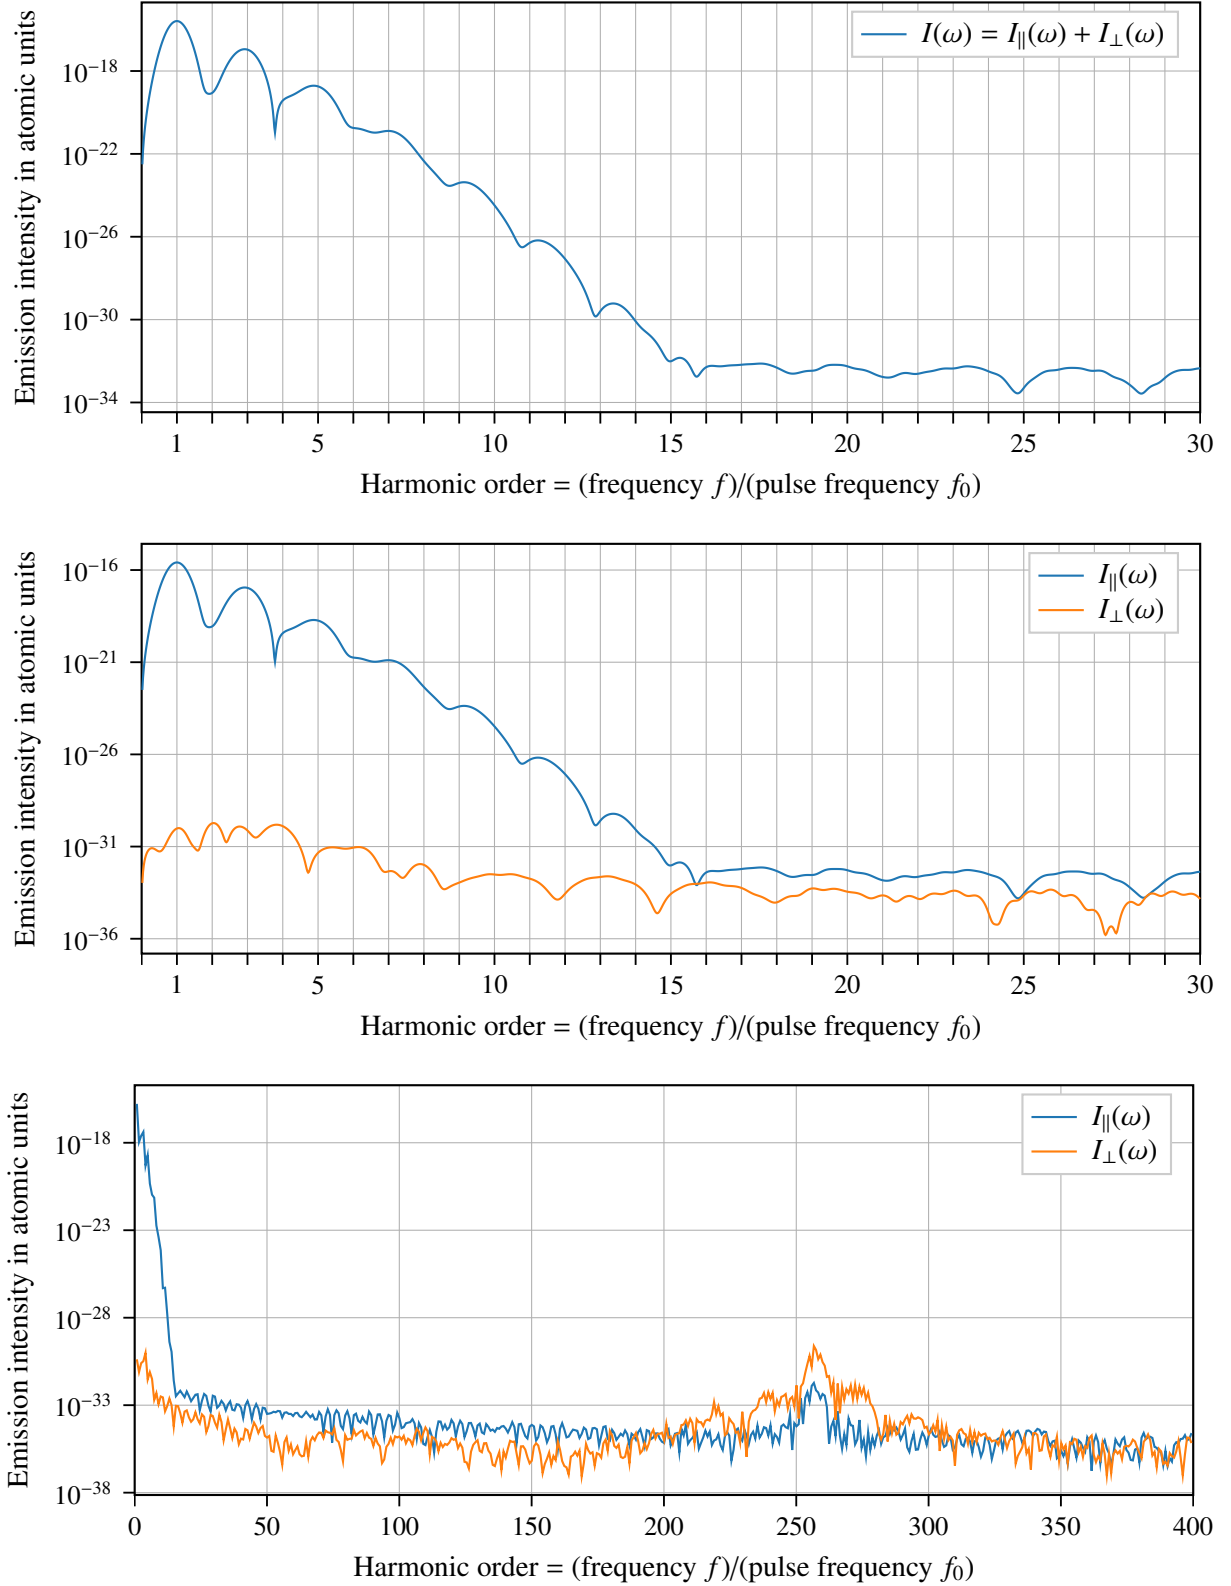 Emission intensity in atomic units
10⁻¹⁸
10⁻²²
10⁻²⁶
10⁻³⁰
10⁻³⁴
I(ω) = I∥(ω) + I⊥(ω)
1 5 10 15 20 25 30
Harmonic order = (frequency f)/(pulse frequency f₀)
Emission intensity in atomic units
10⁻¹⁶
10⁻²¹
10⁻²⁶
10⁻³¹
10⁻³⁶
I∥(ω)
I⊥(ω)
1 5 10 15 20 25 30
Harmonic order = (frequency f)/(pulse frequency f₀)
Emission intensity in atomic units
10⁻¹⁸
10⁻²³
10⁻²⁸
10⁻³³
10⁻³⁸
I∥(ω)
I⊥(ω)
0 50 100 150 200 250 300 350 400
Harmonic order = (frequency f)/(pulse frequency f₀)